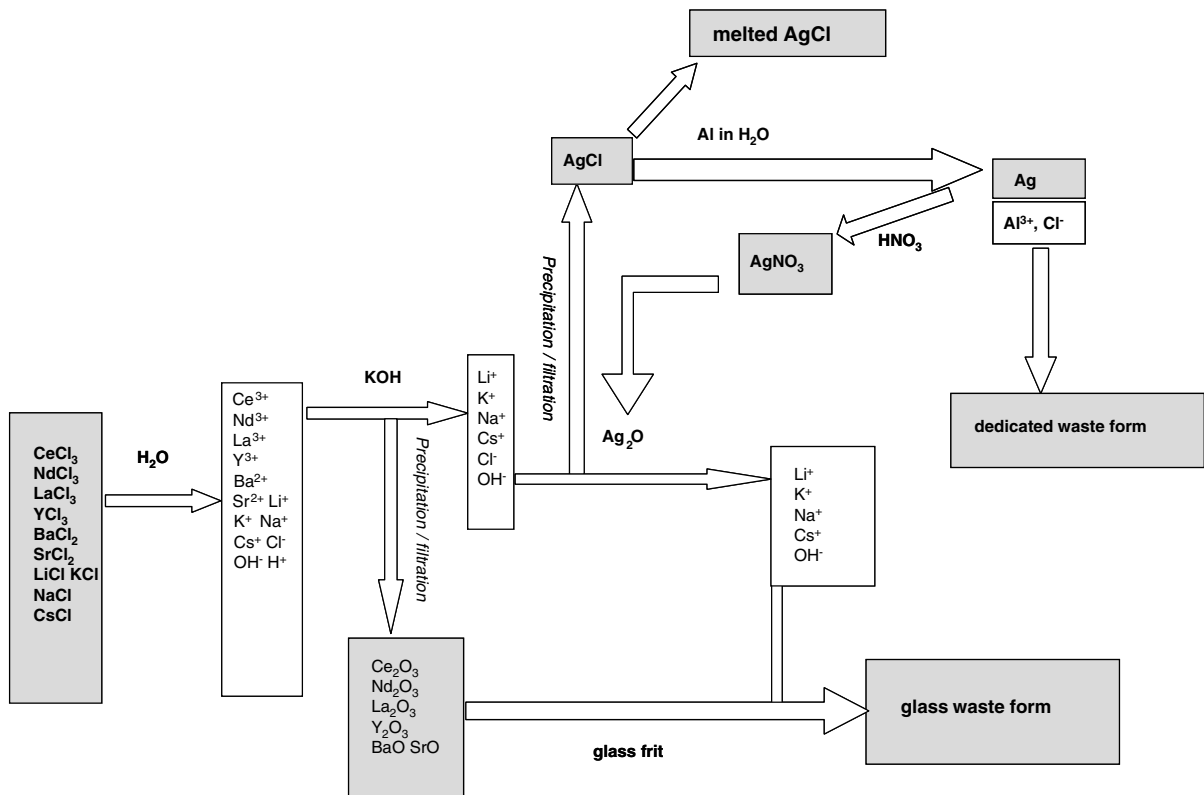 melted AgCl
Al in H₂O
AgCl
Ag
Al³⁺, Cl⁻
HNO₃
AgNO₃
Precipitation / filtration
Ag₂O
dedicated waste form
KOH
Li⁺
K⁺
Na⁺
Cs⁺
Cl⁻
OH⁻
Precipitation / filtration
H₂O
CeCl₃
NdCl₃
LaCl₃
YCl₃
BaCl₂
SrCl₂
LiCl KCl
NaCl
CsCl
Ce³⁺
Nd³⁺
La³⁺
Y³⁺
Ba²⁺
Sr²⁺ Li⁺
K⁺ Na⁺
Cs⁺ Cl⁻
OH⁻ H⁺
Li⁺
K⁺
Na⁺
Cs⁺
OH⁻
Ce₂O₃
Nd₂O₃
La₂O₃
Y₂O₃
BaO SrO
glass frit
glass waste form